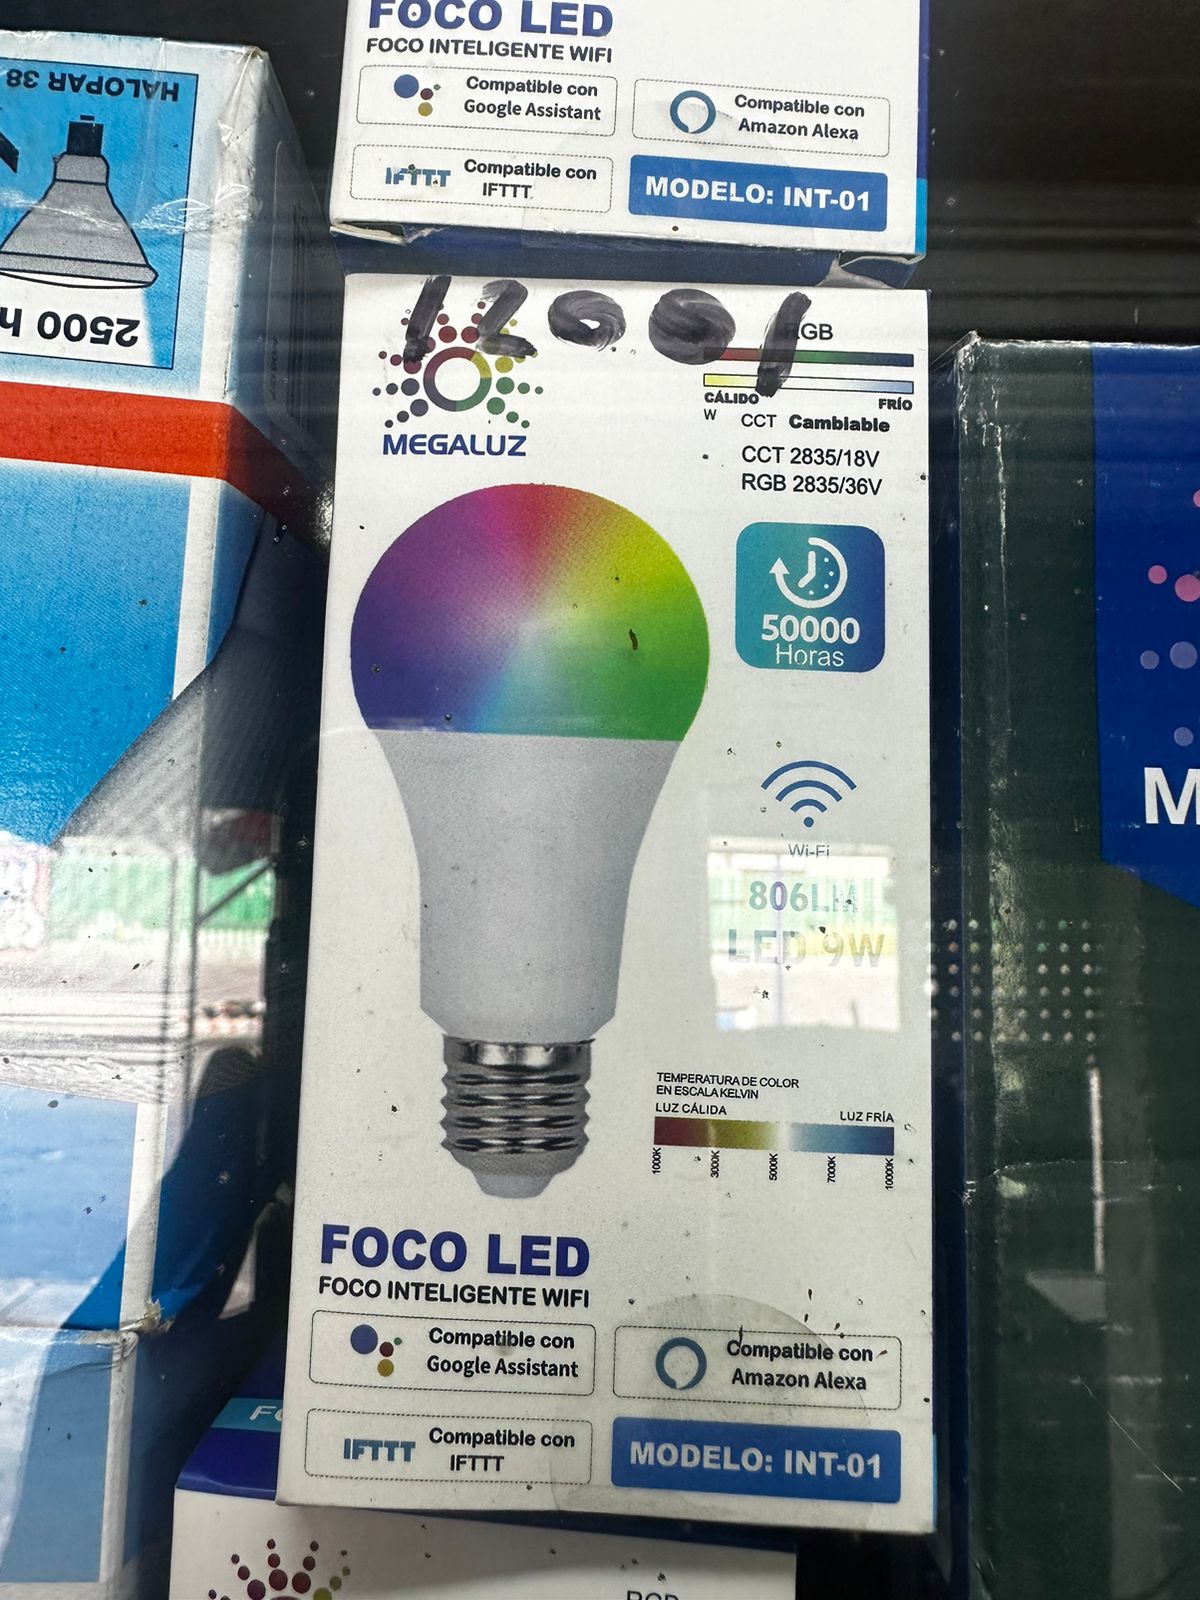 FOCO LED
FOCO INTELIGENTE WIFI
Compatible con
Google Assistant
Compatible con
Amazon Alexa
IFTTT
Compatible con
IFTTT
MODELO: INT-01
HALOPAR 38
2500 h
MEGALUZ
RGB
CÁLIDO
FRÍO
W
CCT Cambiable
CCT 2835/18V
RGB 2835/36V
50000
Horas
Wi-Fi
806LM
LED 9W
TEMPERATURA DE COLOR
EN ESCALA KELVIN
LUZ CÁLIDA
LUZ FRÍA
1000K
3000K
5000K
7000K
10000K
FOCO LED
FOCO INTELIGENTE WIFI
Compatible con
Google Assistant
Compatible con
Amazon Alexa
IFTTT
Compatible con
IFTTT
MODELO: INT-01
M
RGB